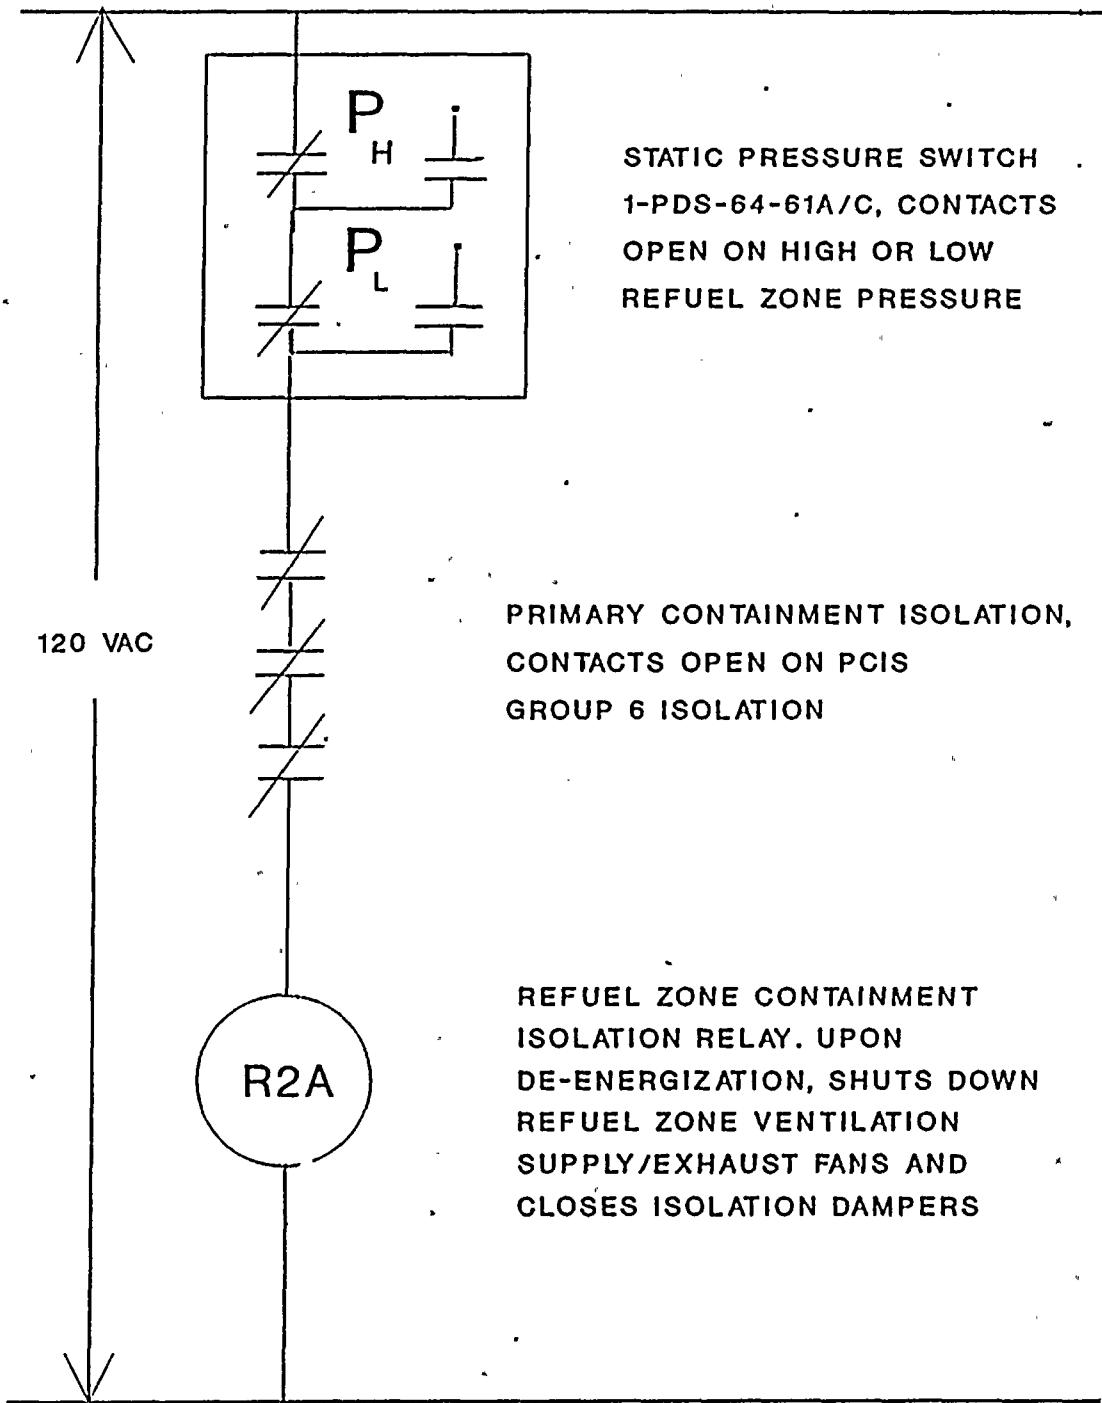 P H
STATIC PRESSURE SWITCH
1-PDS-64-61A/C, CONTACTS
OPEN ON HIGH OR LOW
REFUEL ZONE PRESSURE
P L
120 VAC
PRIMARY CONTAINMENT ISOLATION,
CONTACTS OPEN ON PCIS
GROUP 6 ISOLATION
R2A
REFUEL ZONE CONTAINMENT
ISOLATION RELAY. UPON
DE-ENERGIZATION, SHUTS DOWN
REFUEL ZONE VENTILATION
SUPPLY/EXHAUST FANS AND
CLOSES ISOLATION DAMPERS